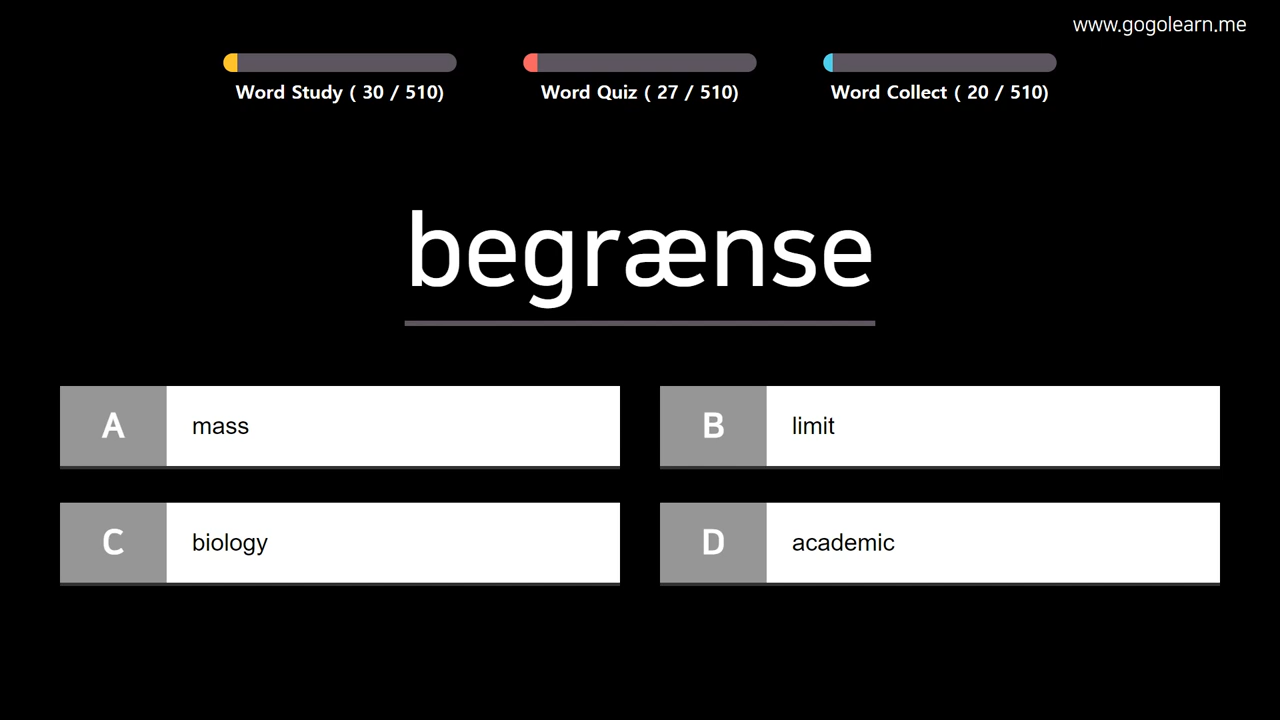 www.gogolearn.me
Word Study ( 30 / 510)
Word Quiz ( 27 / 510)
Word Collect ( 20 / 510)
begrænse
A mass
B limit
C biology
D academic